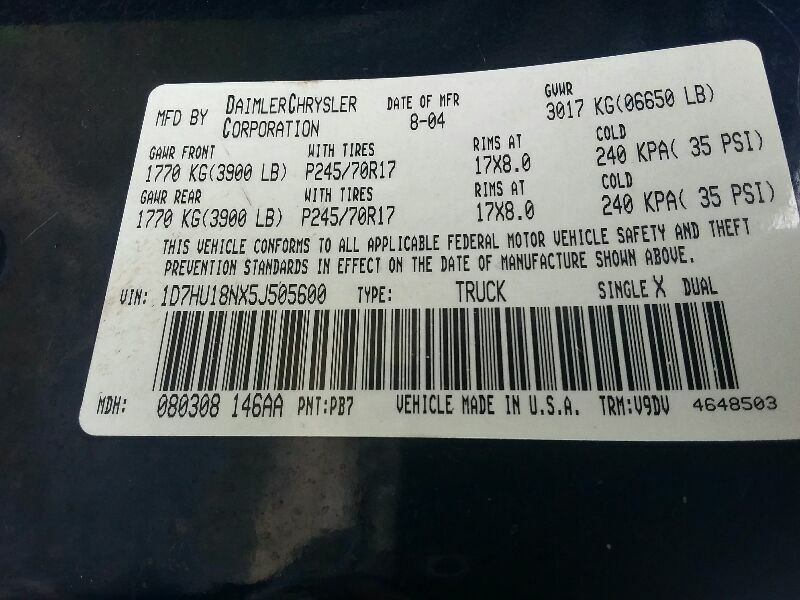 MFD BY DAIMLERCHRYSLER CORPORATION DATE OF MFR 8-04 GVWR 3017 KG(06650 LB)
GAWR FRONT WITH TIRES RIMS AT COLD
1770 KG(3900 LB) P245/70R17 17X8.0 240 KPA( 35 PSI)
GAWR REAR WITH TIRES RIMS AT COLD
1770 KG(3900 LB) P245/70R17 17X8.0 240 KPA( 35 PSI)
THIS VEHICLE CONFORMS TO ALL APPLICABLE FEDERAL MOTOR VEHICLE SAFETY AND THEFT
PREVENTION STANDARDS IN EFFECT ON THE DATE OF MANUFACTURE SHOWN ABOVE.
VIN: 1D7HU18NX5J505600 TYPE: TRUCK SINGLE X DUAL
MDH: 080308 146AA PNT:PB7 VEHICLE MADE IN U.S.A. TRM:V9DV 4648503